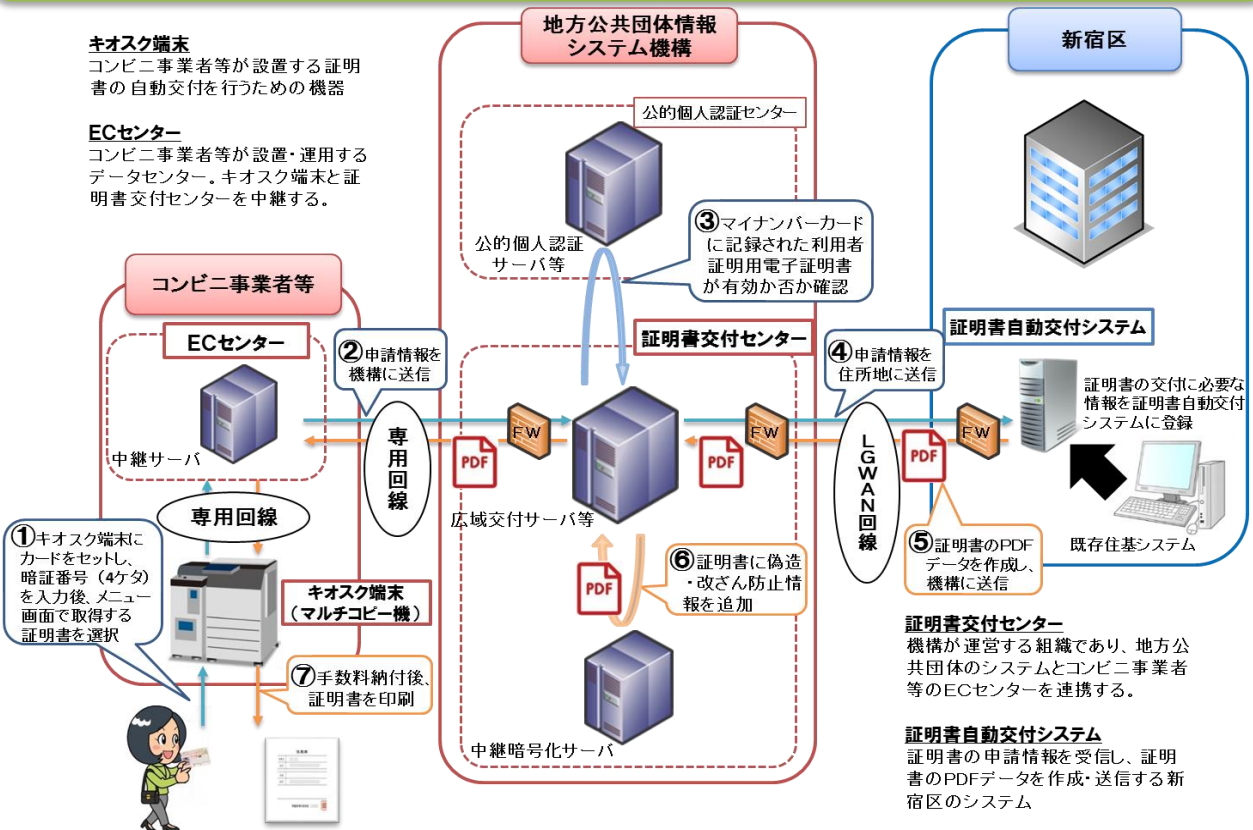 地方公共団体情報
システム機構
新宿区
キオスク端末
コンビニ事業者等が設置する証明
書の自動交付を行うための機器
ECセンター
コンビニ事業者等が設置・運用する
データセンター。キオスク端末と証
明書交付センターを中継する。
公的個人認証センター
公的個人認証
サーバ等
③マイナンバーカード
に記録された利用者
証明用電子証明書
が有効か否か確認
コンビニ事業者等
ECセンター
②申請情報を
機構に送信
証明書交付センター
④申請情報を
住所地に送信
証明書自動交付システム
証明書の交付に必要な
情報を証明書自動交付
システムに登録
中継サーバ
専用回線
FW
PDF
広域交付サーバ等
PDF
FW
LGWAN回線
PDF
FW
既存住基システム
専用回線
①キオスク端末に
カードをセットし、
暗証番号（4ケタ）
を入力後、メニュー
画面で取得する
証明書を選択
キオスク端末
（マルチコピー機）
PDF
⑥証明書に偽造
・改ざん防止情
報を追加
⑤証明書のPDF
データを作成し、
機構に送信
⑦手数料納付後、
証明書を印刷
中継暗号化サーバ
証明書交付センター
機構が運営する組織であり、地方公
共団体のシステムとコンビニ事業者
等のECセンターを連携する。
証明書自動交付システム
証明書の申請情報を受信し、証明
書のPDFデータを作成・送信する新
宿区のシステム